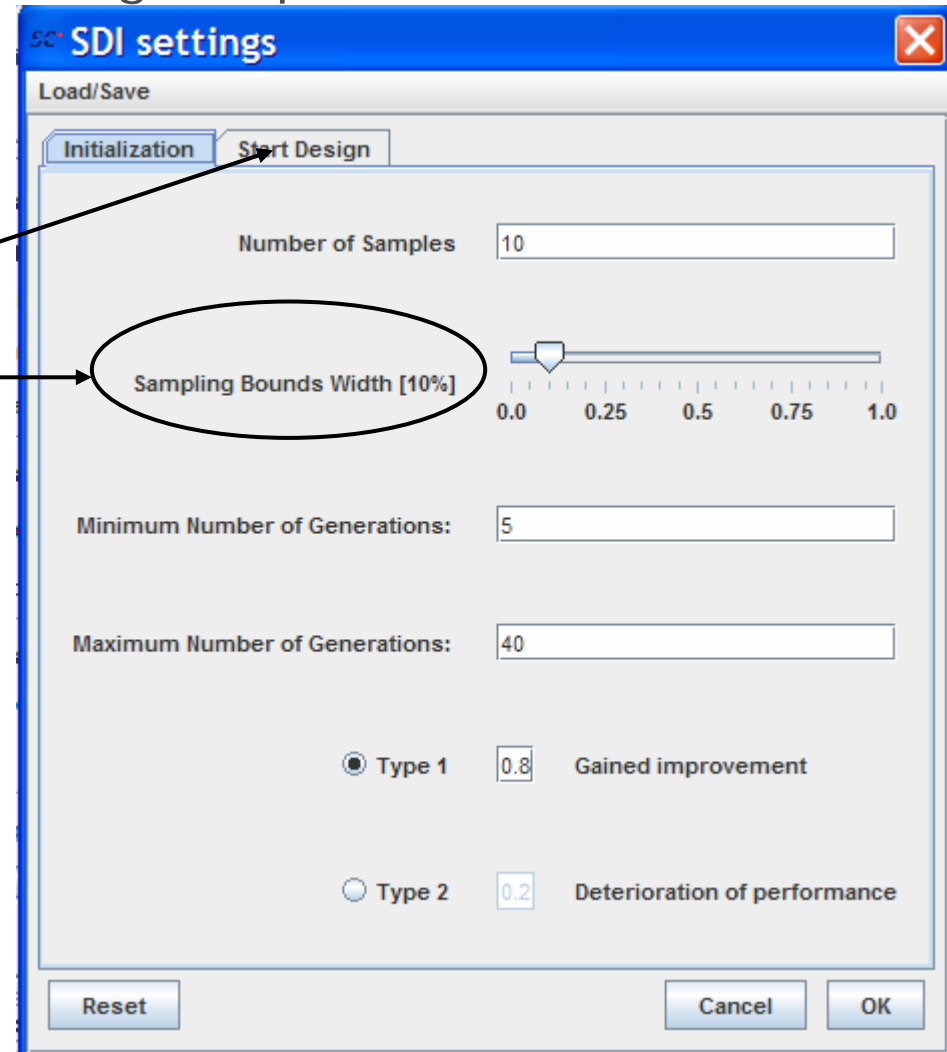 SC SDI settings
Load/Save
Initialization Start Design
Number of Samples 10
Sampling Bounds Width [10%]
0.0 0.25 0.5 0.75 1.0
Minimum Number of Generations: 5
Maximum Number of Generations: 40
Type 1 0.8 Gained improvement
Type 2 0.2 Deterioration of performance
Reset Cancel OK